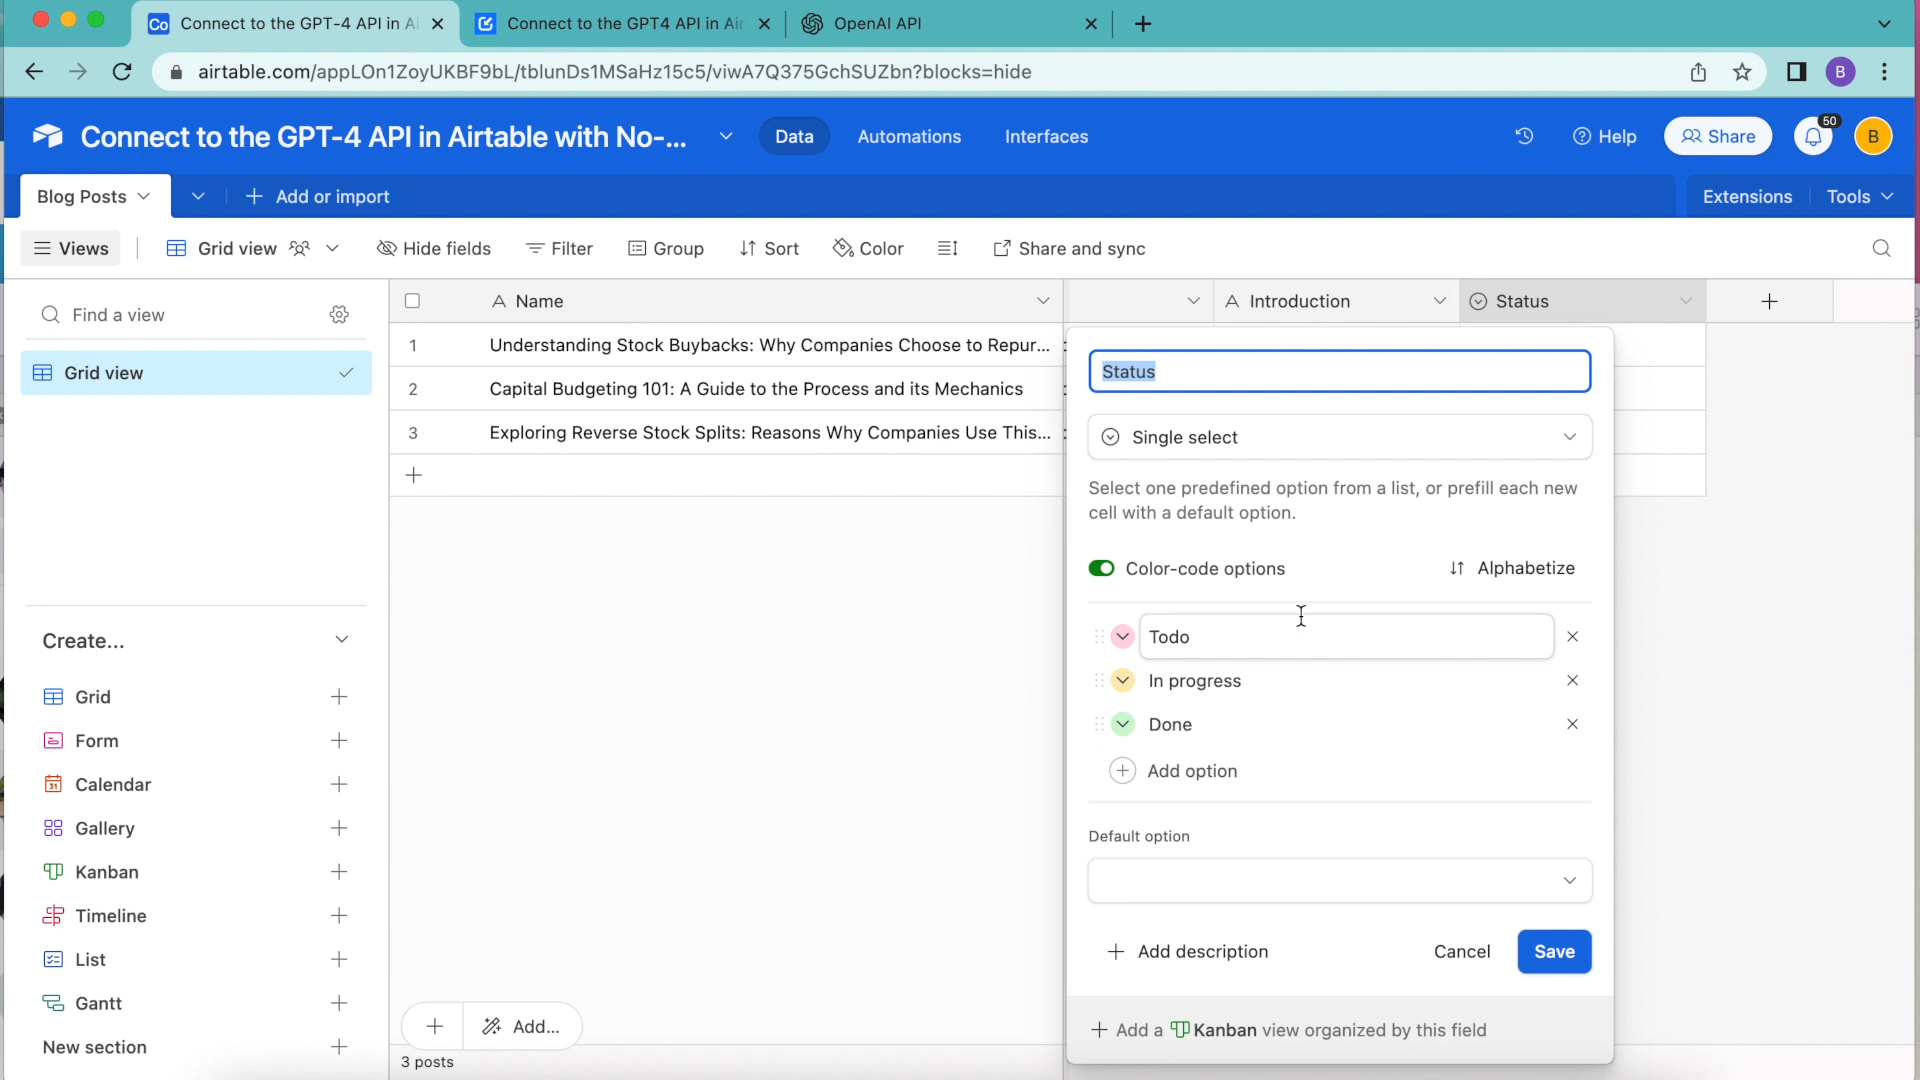 Connect to the GPT-4 API in Ai
Connect to the GPT4 API in Air
OpenAI API
airtable.com/appLOn1ZoyUKBF9bL/tblunDs1MSaHz15c5/viwA7Q375GchSUZbn?blocks=hide
B
Connect to the GPT-4 API in Airtable with No-...
Data
Automations
Interfaces
Help
Share
50
B
Blog Posts
Add or import
Extensions
Tools
Views
Grid view
Hide fields
Filter
Group
Sort
Color
Share and sync
Find a view
Name
Introduction
Status
1 Understanding Stock Buybacks: Why Companies Choose to Repur...
2 Capital Budgeting 101: A Guide to the Process and its Mechanics
3 Exploring Reverse Stock Splits: Reasons Why Companies Use This...
Grid view
Create...
Grid
Form
Calendar
Gallery
Kanban
Timeline
List
Gantt
New section
Add...
3 posts
Status
Single select
Select one predefined option from a list, or prefill each new
cell with a default option.
Color-code options
Alphabetize
Todo
In progress
Done
Add option
Default option
Add description
Cancel
Save
Add a Kanban view organized by this field